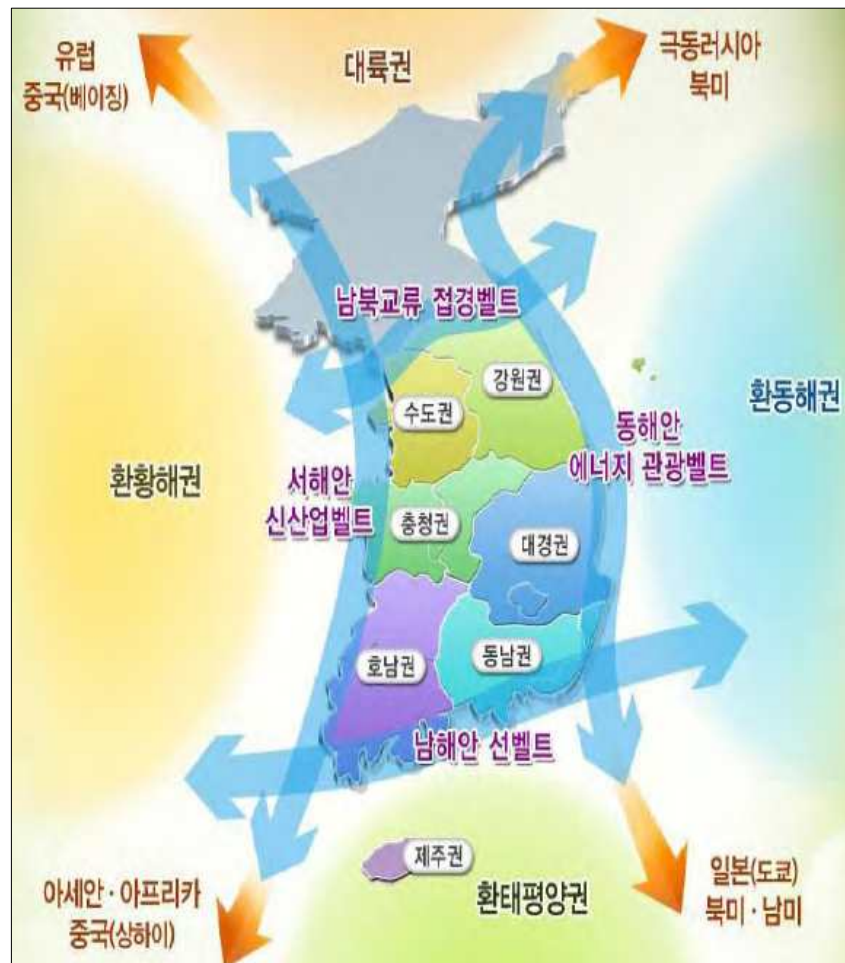 유럽
중국(베이징)
대륙권
극동러시아
북미
남북교류 접경벨트
강원권
수도권
환동해권
동해안
에너지 관광벨트
환황해권
서해안
신산업벨트
충청권
대경권
호남권
동남권
남해안 선벨트
제주권
아세안 · 아프리카
중국(상하이)
환태평양권
일본(도쿄)
북미 · 남미